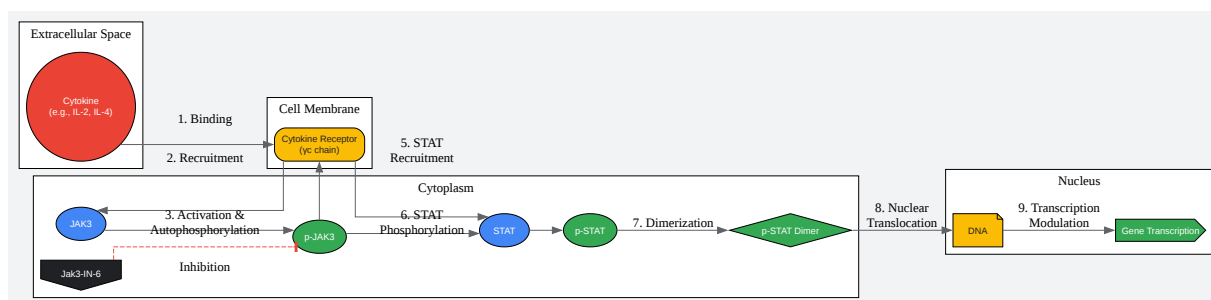 Extracellular Space
Cytokine
(e.g., IL-2, IL-4)
1. Binding
2. Recruitment
Cell Membrane
Cytokine Receptor
(γc chain)
5. STAT
Recruitment
Cytoplasm
JAK3
3. Activation &
Autophosphorylation
p-JAK3
6. STAT
Phosphorylation
STAT
p-STAT
7. Dimerization
p-STAT Dimer
Jak3-IN-6
Inhibition
8. Nuclear
Translocation
Nucleus
DNA
9. Transcription
Modulation
Gene Transcription